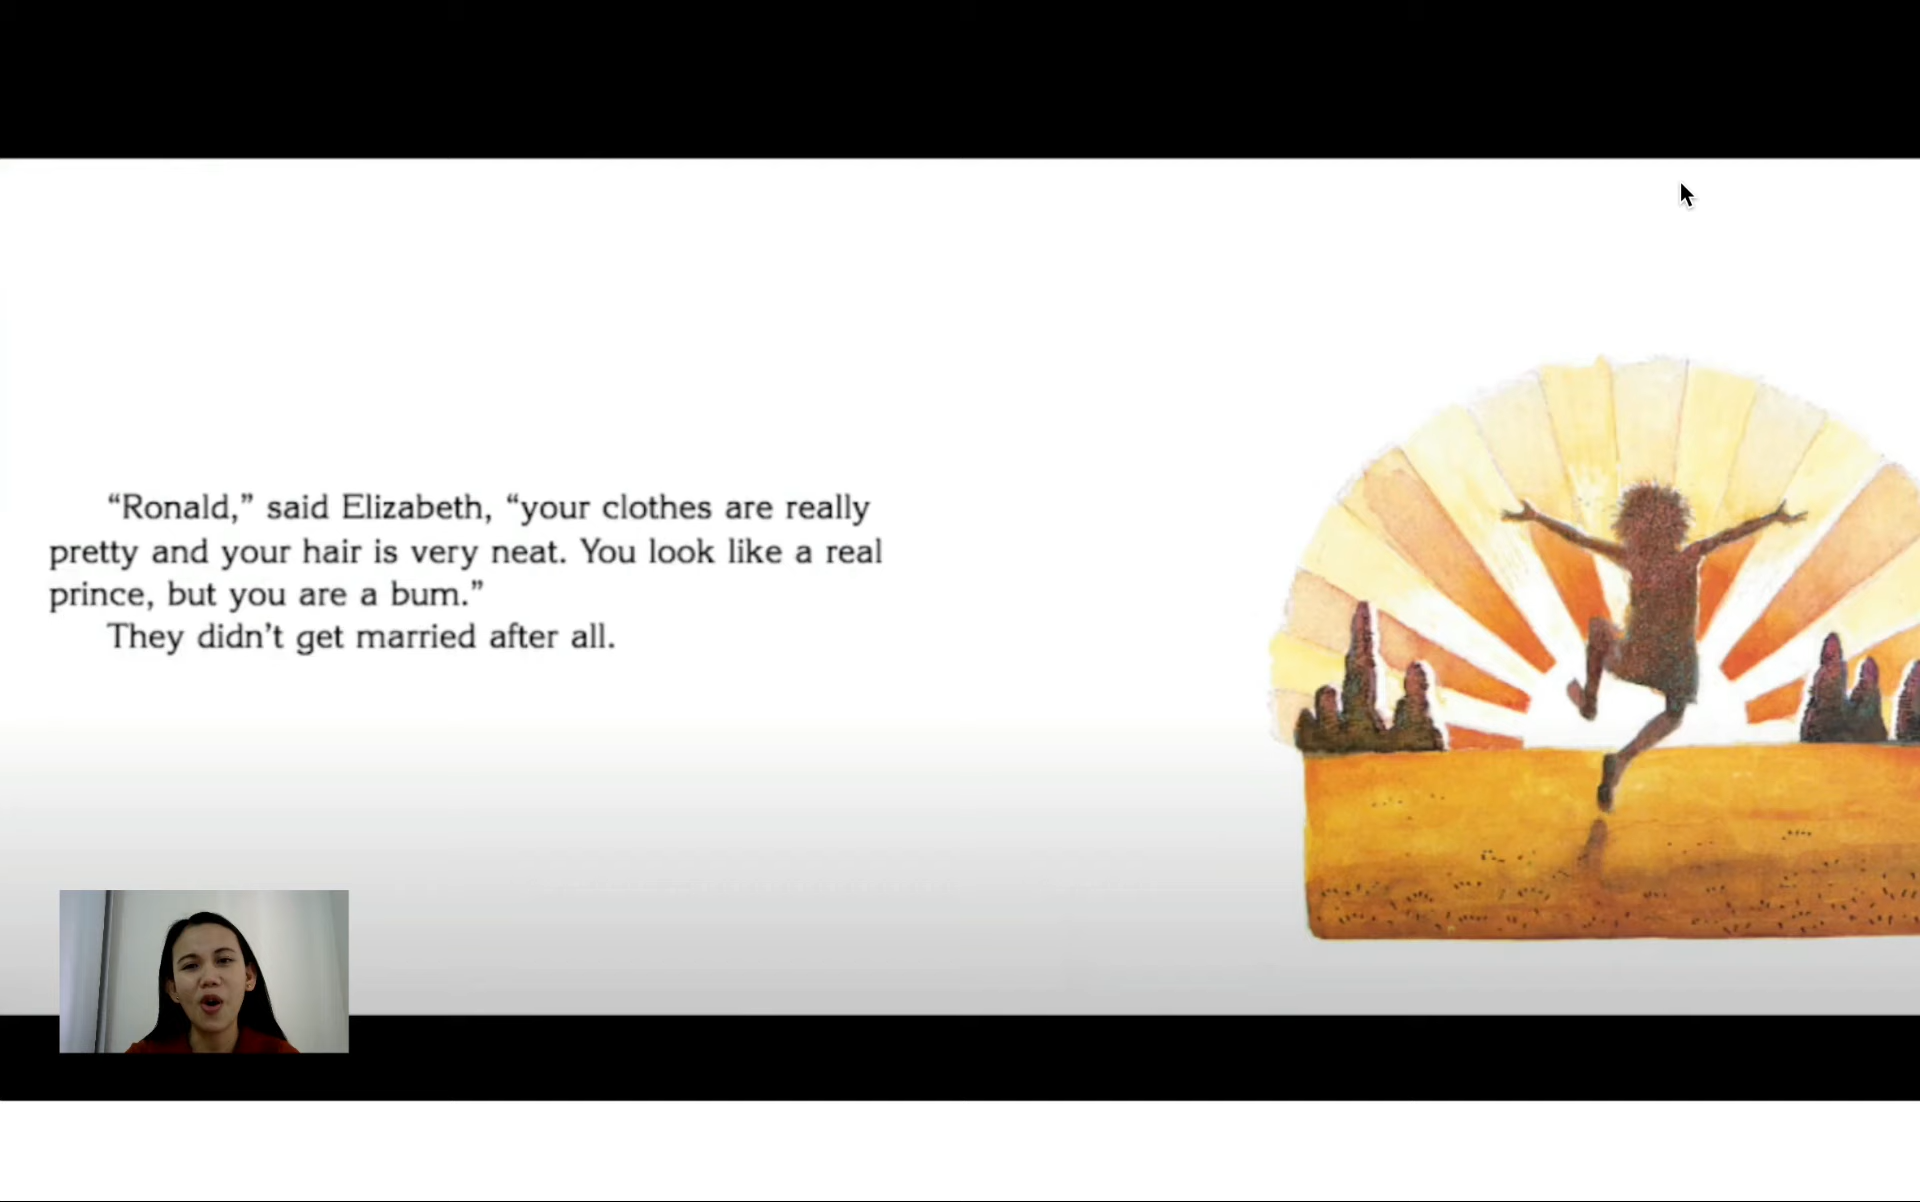 “Ronald,” said Elizabeth, “your clothes are really
pretty and your hair is very neat. You look like a real
prince, but you are a bum.”
They didn’t get married after all.